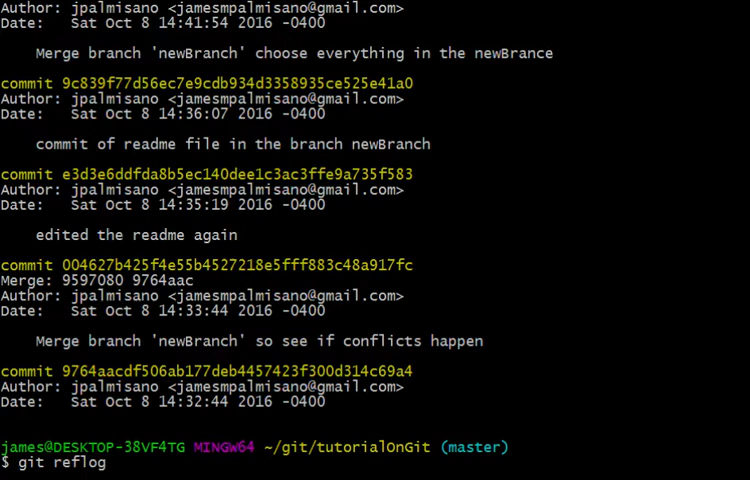 Author: jpalmisano <jamesmpalmisano@gmail.com>
Date:   Sat Oct 8 14:41:54 2016 -0400
Merge branch 'newBranch' choose everything in the newBrance
commit 9c839f77d56ec7e9cdb934d3358935ce525e41a0
Author: jpalmisano <jamesmpalmisano@gmail.com>
Date:   Sat Oct 8 14:36:07 2016 -0400
commit of readme file in the branch newBranch
commit e3d3e6ddfda8b5ec140dee1c3ac3ffe9a735f583
Author: jpalmisano <jamesmpalmisano@gmail.com>
Date:   Sat Oct 8 14:35:19 2016 -0400
edited the readme again
commit 004627b425f4e55b4527218e5fff883c48a917fc
Merge: 9597080 9764aac
Author: jpalmisano <jamesmpalmisano@gmail.com>
Date:   Sat Oct 8 14:33:44 2016 -0400
Merge branch 'newBranch' so see if conflicts happen
commit 9764aacdf506ab177deb4457423f300d314c69a4
Author: jpalmisano <jamesmpalmisano@gmail.com>
Date:   Sat Oct 8 14:32:44 2016 -0400
james@DESKTOP-38VF4TG MINGW64 ~/git/tutorialOnGit (master)
$ git reflog